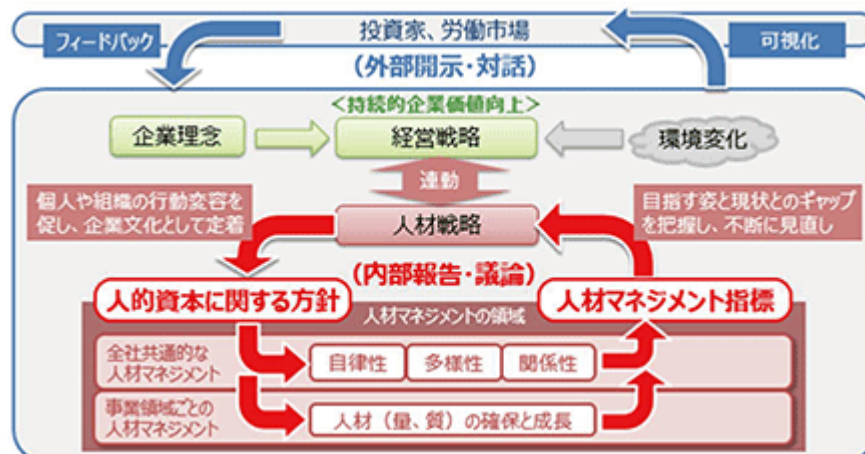 投資家、労働市場
フィードバック
可視化
（外部開示・対話）
＜持続的企業価値向上＞
企業理念
経営戦略
環境変化
連動
個人や組織の行動変容を
促し、企業文化として定着
目指す姿と現状とのギャップ
を把握し、不断に見直し
人材戦略
（内部報告・議論）
人的資本に関する方針
人材マネジメント指標
人材マネジメントの領域
全社共通的な
人材マネジメント
自律性
多様性
関係性
事業領域ごとの
人材マネジメント
人材（量、質）の確保と成長